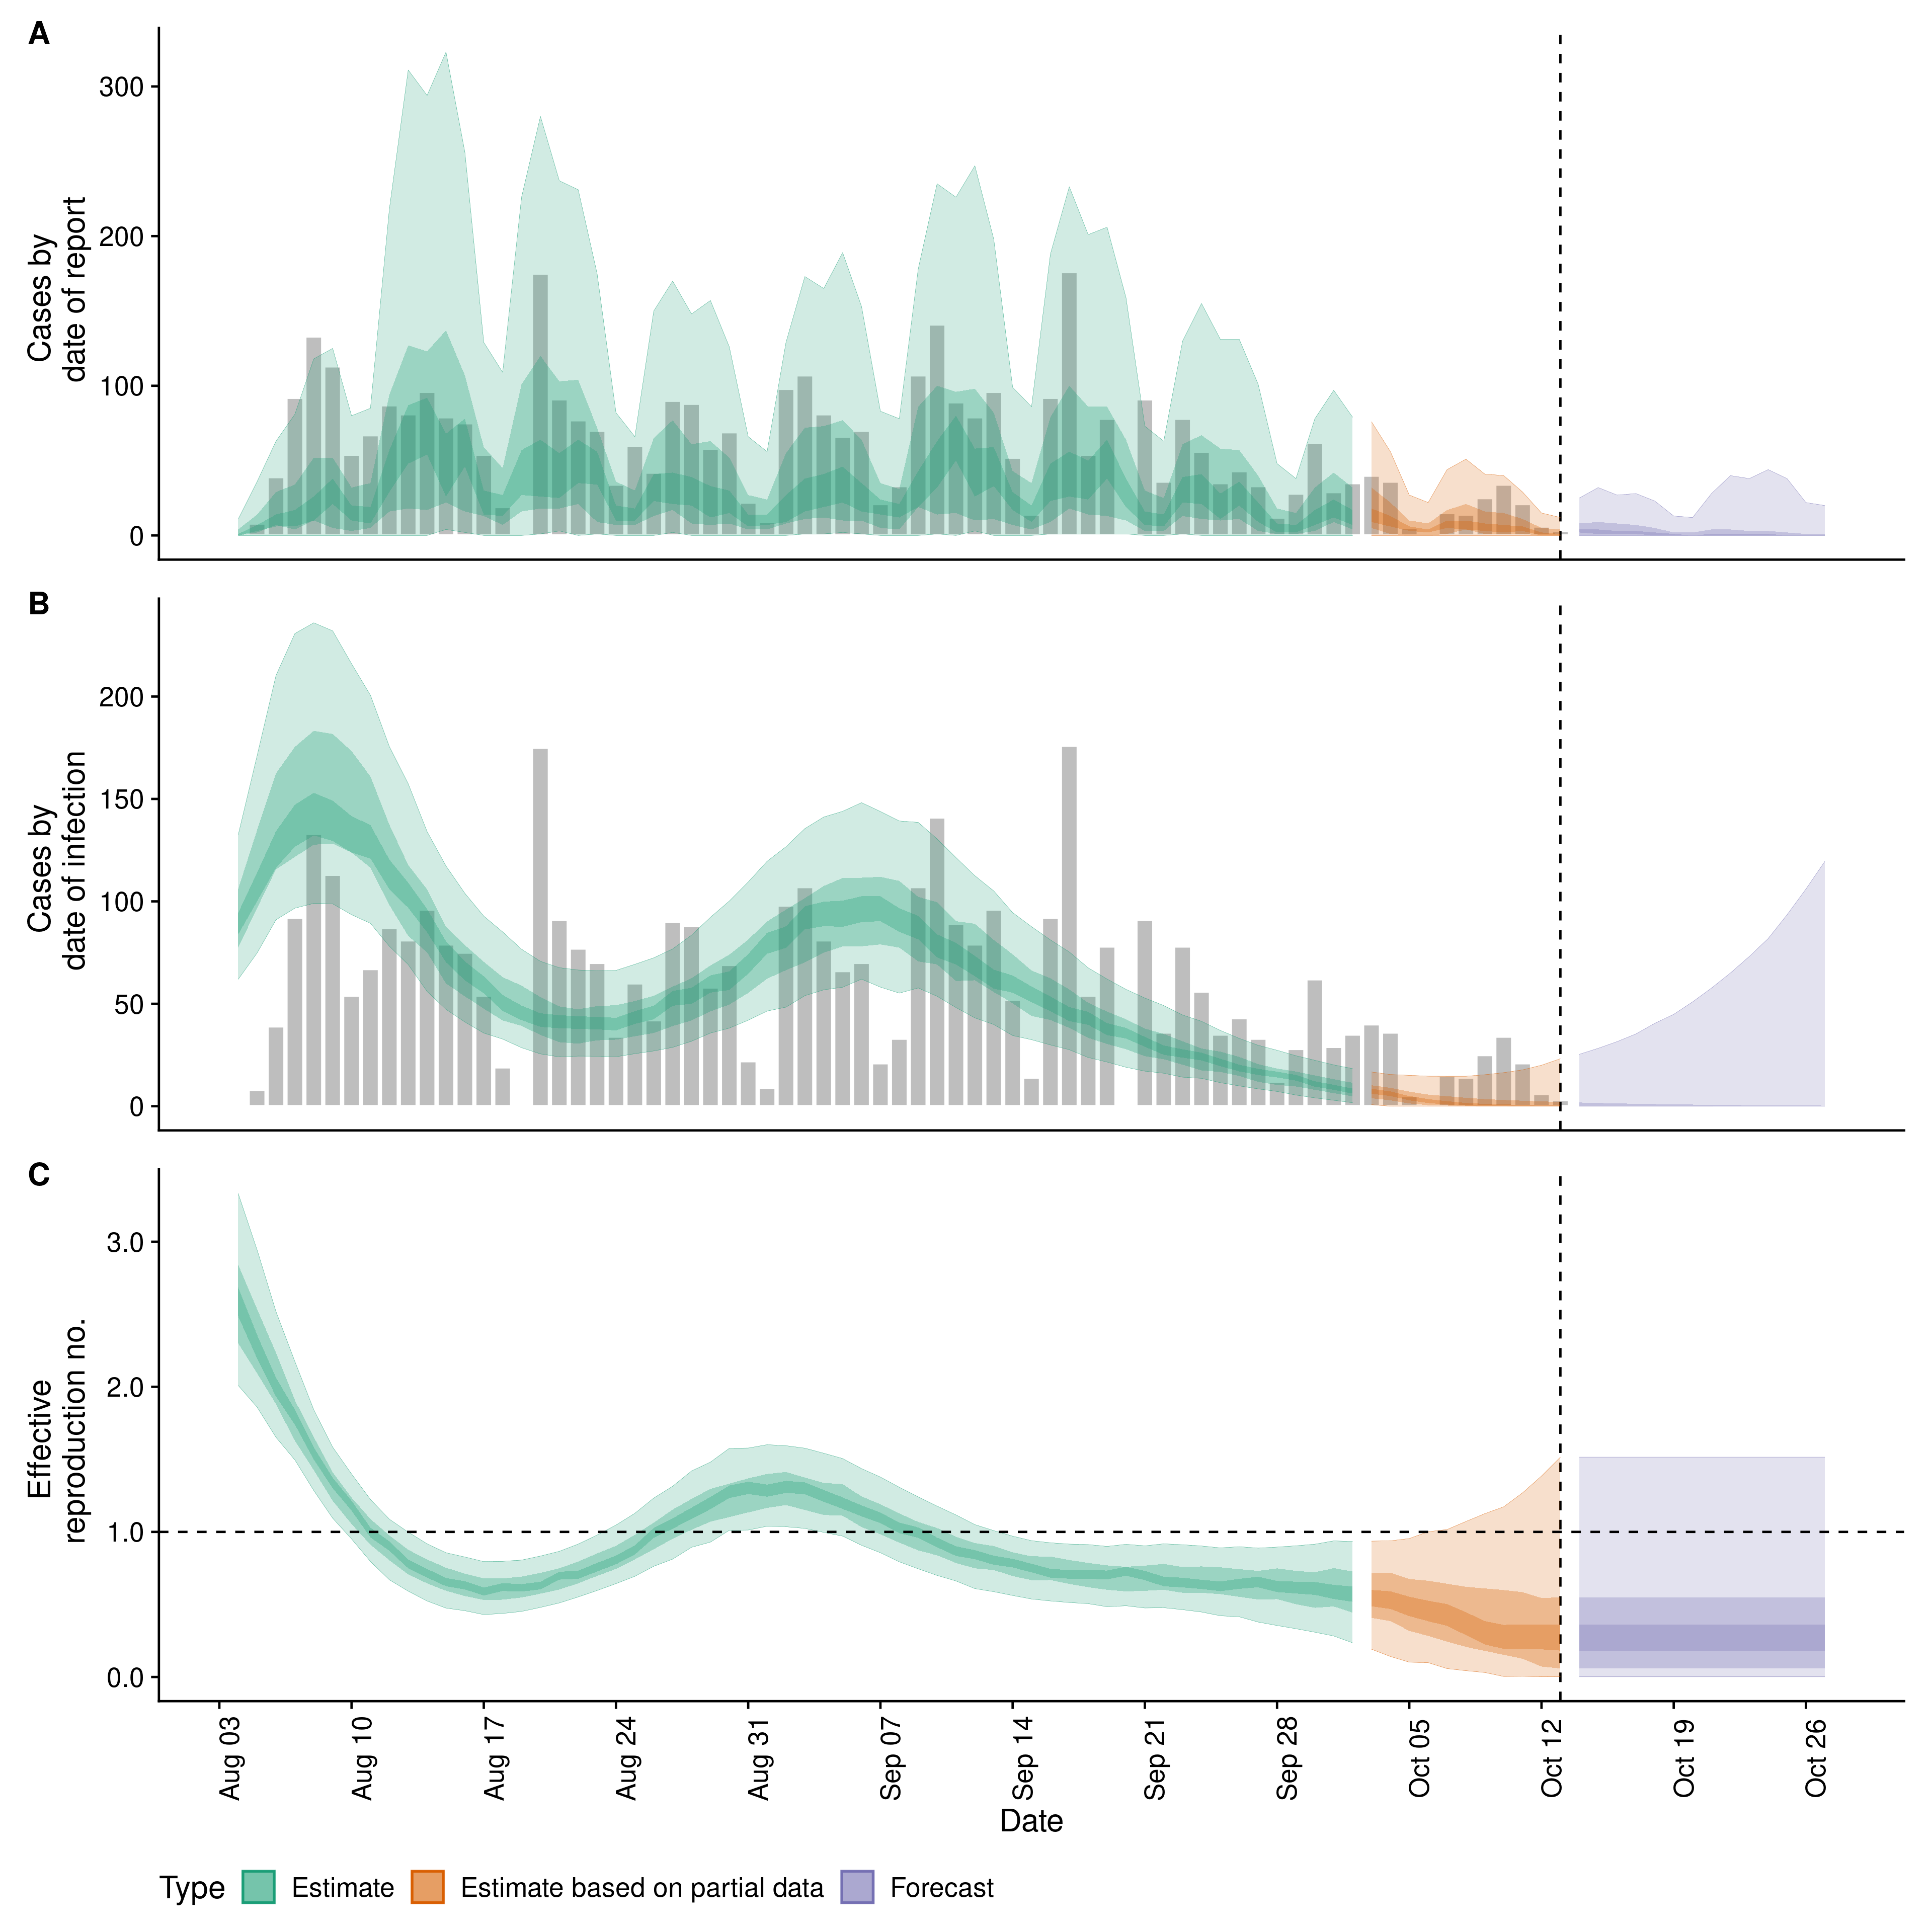 A
Cases by
date of report
300
200
100
0
B
Cases by
date of infection
200
150
100
50
0
C
Effective
reproduction no.
3.0
2.0
1.0
0.0
Aug 03
Aug 10
Aug 17
Aug 24
Aug 31
Sep 07
Sep 14
Sep 21
Sep 28
Oct 05
Oct 12
Oct 19
Oct 26
Date
Type Estimate Estimate based on partial data Forecast